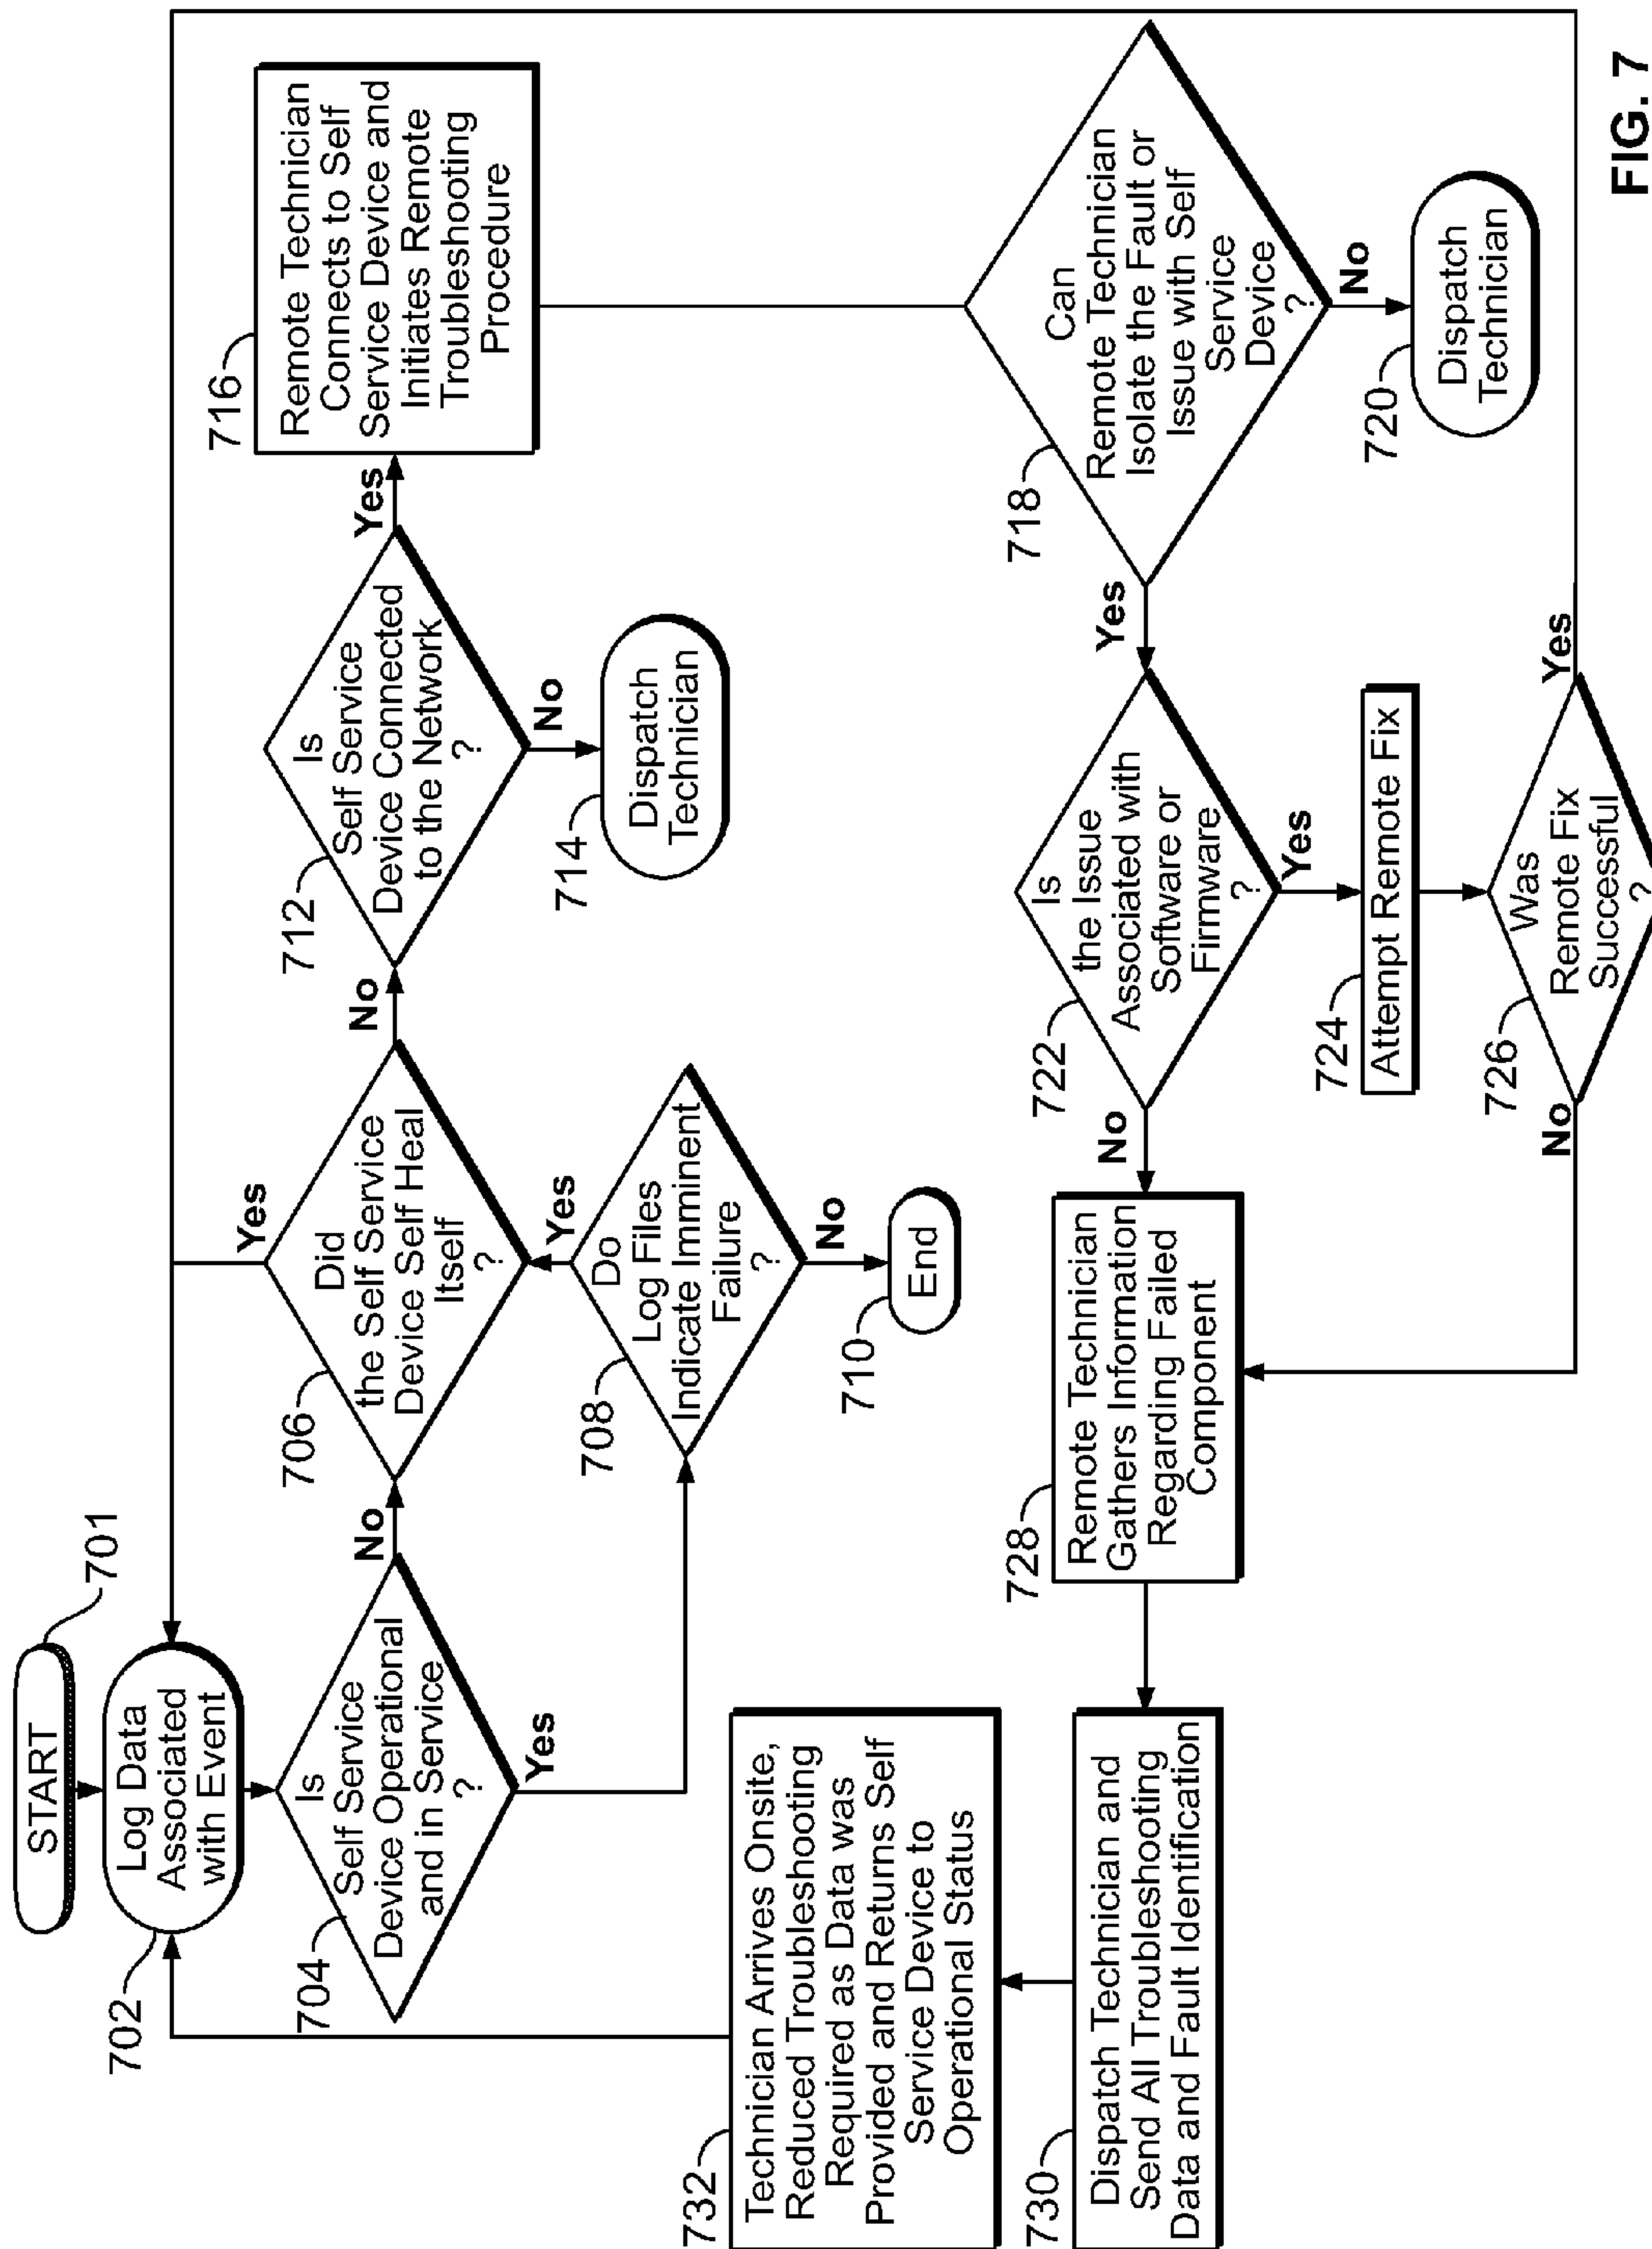 START
701
702
Log Data
Associated
with Event
704
Is
Self Service
Device Operational
and in Service
?
No
Yes
706
Did
the Self Service
Device Self Heal
Itself
?
Yes
No
708
Do
Log Files
Indicate Imminent
Failure
?
Yes
No
710
End
712
Is
Self Service
Device Connected
to the Network
?
Yes
No
714
Dispatch
Technician
716
Remote Technician
Connects to Self
Service Device and
Initiates Remote
Troubleshooting
Procedure
718
Can
Remote Technician
Isolate the Fault or
Issue with Self
Service
Device
?
Yes
No
720
Dispatch
Technician
722
Is
the Issue
Associated with
Software or
Firmware
?
No
Yes
724
Attempt Remote Fix
726
Was
Remote Fix
Successful
?
No
Yes
728
Remote Technician
Gathers Information
Regarding Failed
Component
730
Dispatch Technician and
Send All Troubleshooting
Data and Fault Identification
732
Technician Arrives Onsite,
Reduced Troubleshooting
Required as Data was
Provided and Returns Self
Service Device to
Operational Status
FIG. 7